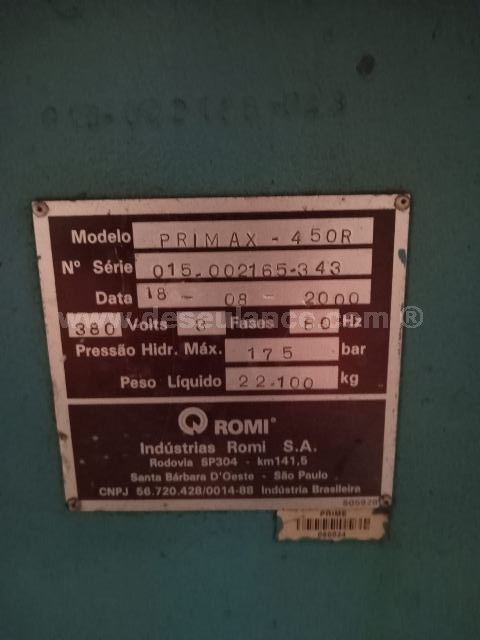 Modelo PRIMAX - 450R
Nº Série 015.002165-343
Data 18 - 08 - 2000
380 Volts 3 Fases 60 Hz
www.desulance.com ®
Pressão Hidr. Máx. 175 bar
Peso Líquido 22.100 kg
ROMI®
Indústrias Romi S.A.
Rodovia SP304 - km141,5
Santa Bárbara D'Oeste - São Paulo
CNPJ 56.720.428/0014-88 Indústria Brasileira
PRIME